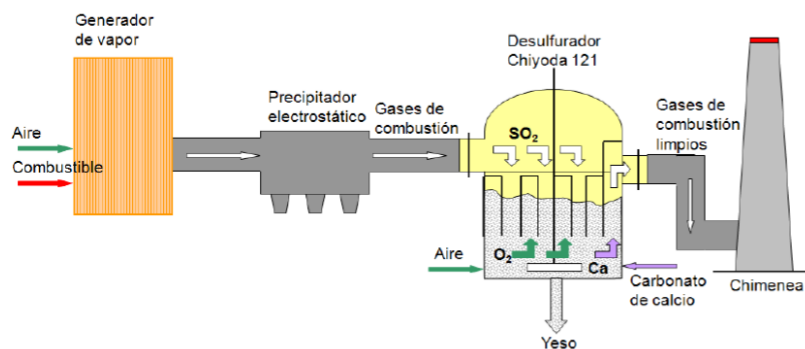 Generador
de vapor
Aire
Combustible
Precipitador
electrostático
Gases de
combustión
Desulfurador
Chiyoda 121
SO2
Gases de
combustión
limpios
Aire
O2
Ca
Carbonato
de calcio
Chimenea
Yeso